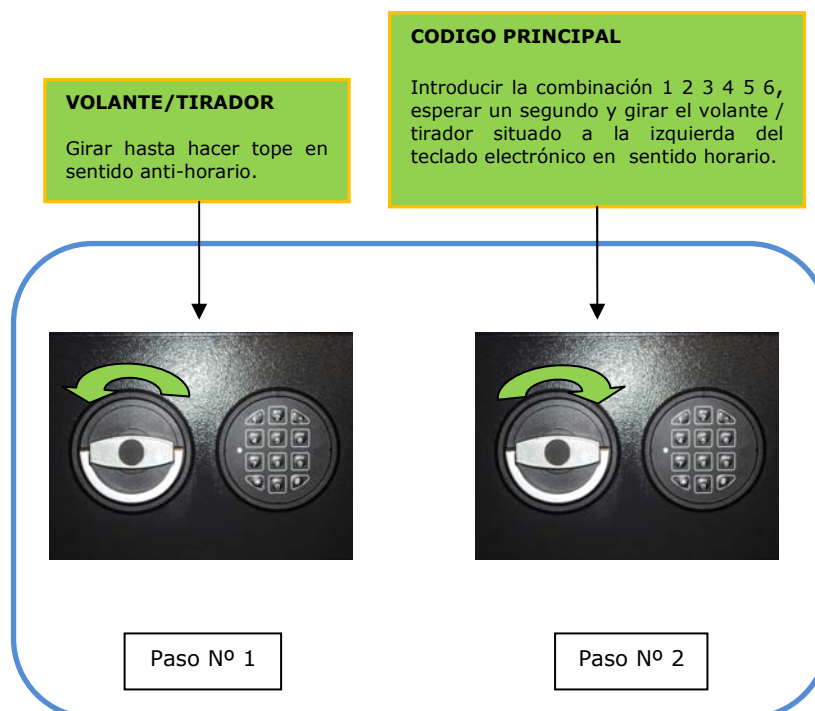 VOLANTE/TIRADOR
Girar hasta hacer tope en
sentido anti-horario.
CODIGO PRINCIPAL
Introducir la combinación 1 2 3 4 5 6,
esperar un segundo y girar el volante /
tirador situado a la izquierda del
teclado electrónico en sentido horario.
Paso Nº 1
Paso Nº 2